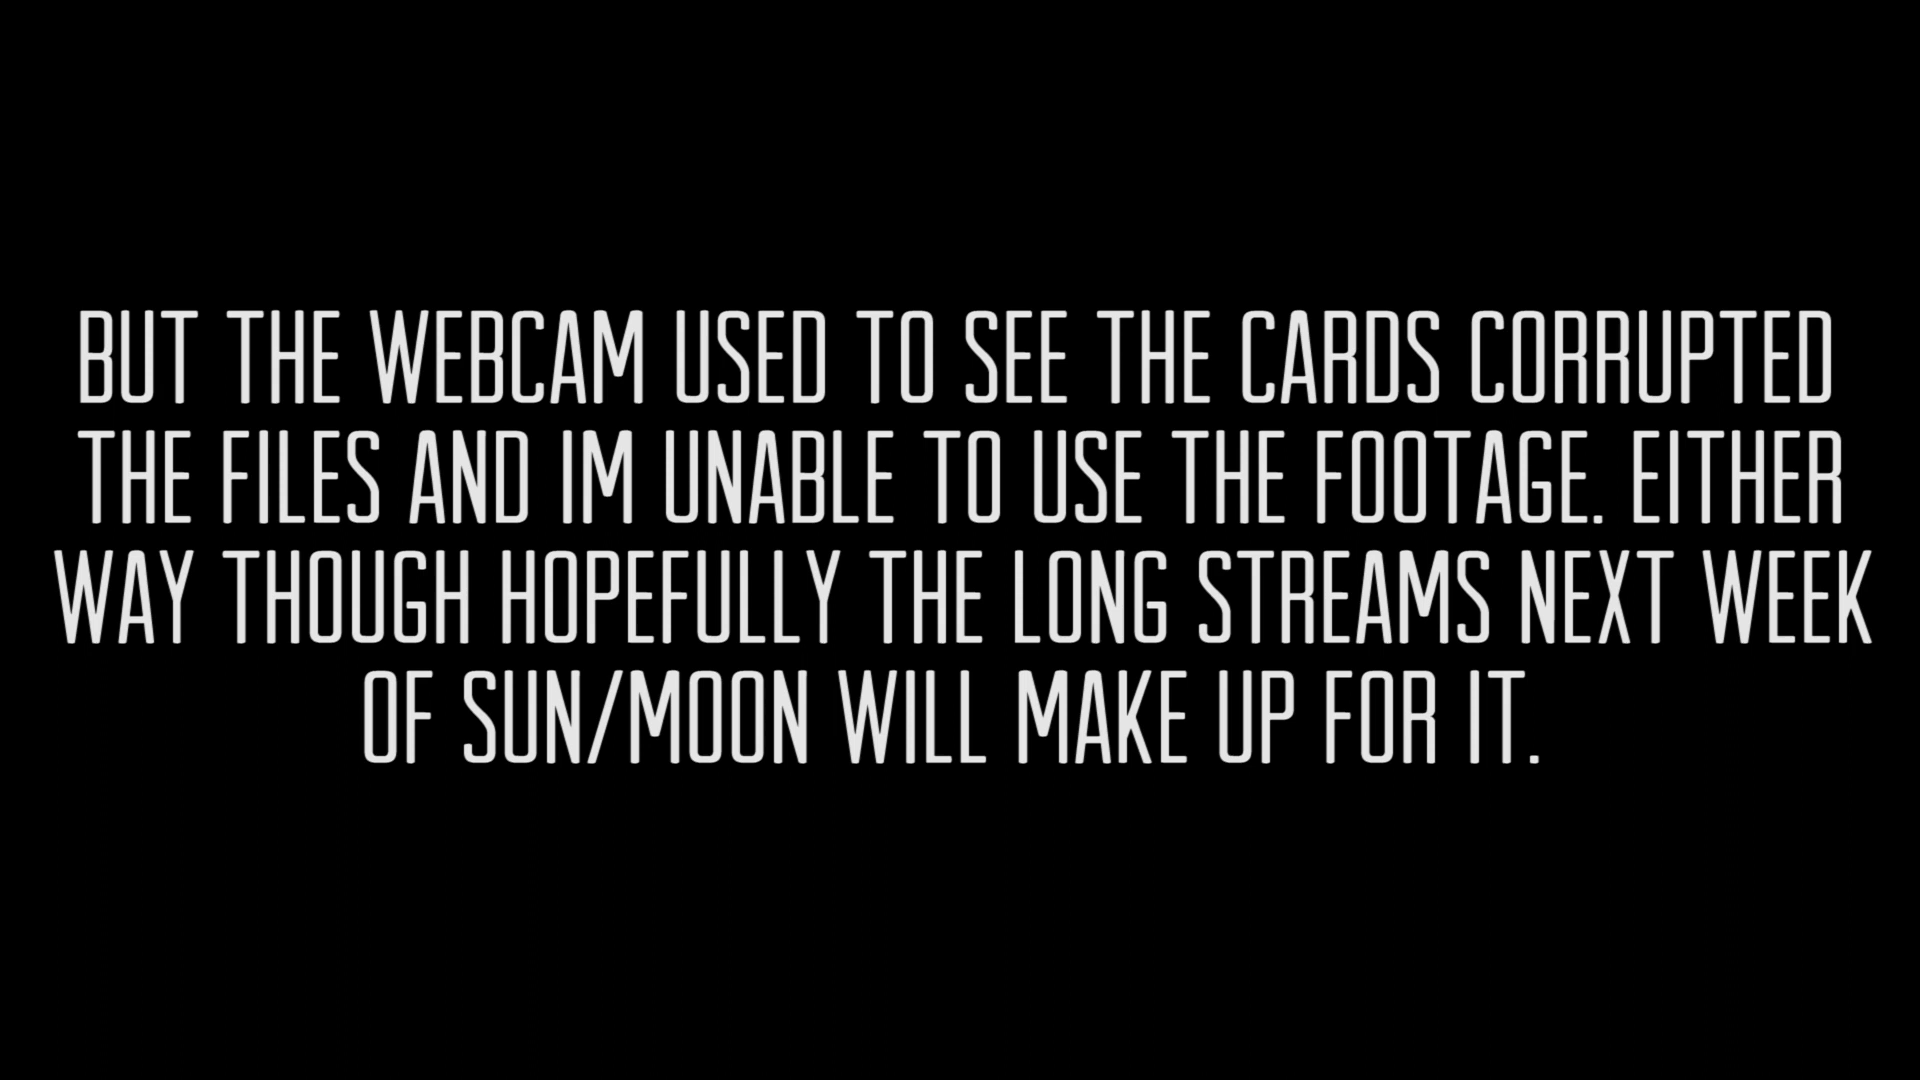 BUT THE WEBCAM USED TO SEE THE CARDS CORRUPTED
THE FILES AND IM UNABLE TO USE THE FOOTAGE. EITHER
WAY THOUGH HOPEFULLY THE LONG STREAMS NEXT WEEK
OF SUN/MOON WILL MAKE UP FOR IT.